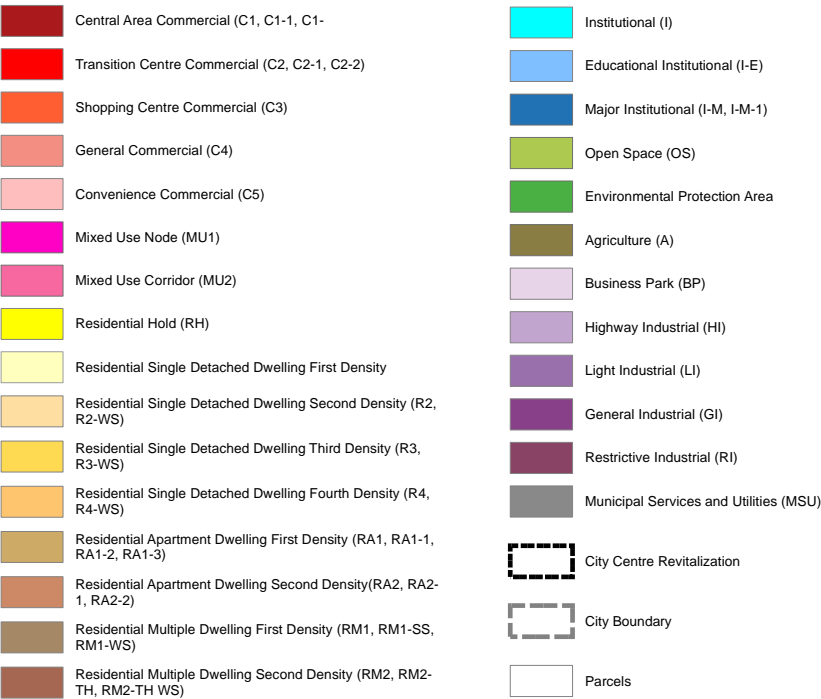 Central Area Commercial (C1, C1-1, C1-
Transition Centre Commercial (C2, C2-1, C2-2)
Shopping Centre Commercial (C3)
General Commercial (C4)
Convenience Commercial (C5)
Mixed Use Node (MU1)
Mixed Use Corridor (MU2)
Residential Hold (RH)
Residential Single Detached Dwelling First Density
Residential Single Detached Dwelling Second Density (R2,
R2-WS)
Residential Single Detached Dwelling Third Density (R3,
R3-WS)
Residential Single Detached Dwelling Fourth Density (R4,
R4-WS)
Residential Apartment Dwelling First Density (RA1, RA1-1,
RA1-2, RA1-3)
Residential Apartment Dwelling Second Density(RA2, RA2-
1, RA2-2)
Residential Multiple Dwelling First Density (RM1, RM1-SS,
RM1-WS)
Residential Multiple Dwelling Second Density (RM2, RM2-
TH, RM2-TH WS)
Institutional (I)
Educational Institutional (I-E)
Major Institutional (I-M, I-M-1)
Open Space (OS)
Environmental Protection Area
Agriculture (A)
Business Park (BP)
Highway Industrial (HI)
Light Industrial (LI)
General Industrial (GI)
Restrictive Industrial (RI)
Municipal Services and Utilities (MSU)
City Centre Revitalization
City Boundary
Parcels